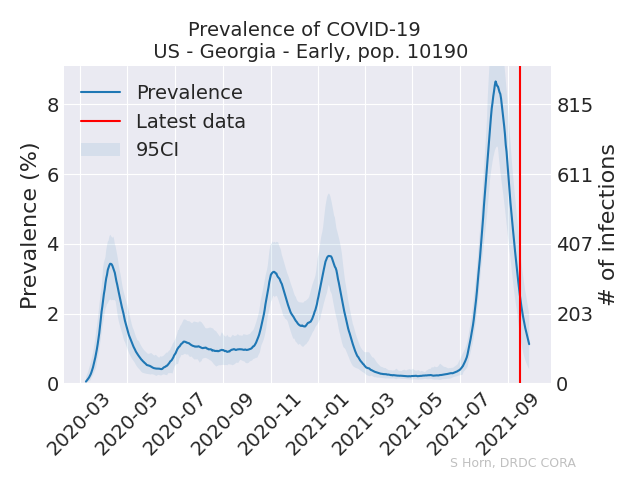 Prevalence of COVID-19
US - Georgia - Early, pop. 10190
Prevalence
Latest data
95CI
Prevalence (%)
8
6
4
2
0
815
611
407
203
0
# of infections
2020-03
2020-05
2020-07
2020-09
2020-11
2021-01
2021-03
2021-05
2021-07
2021-09
S Horn, DRDC CORA